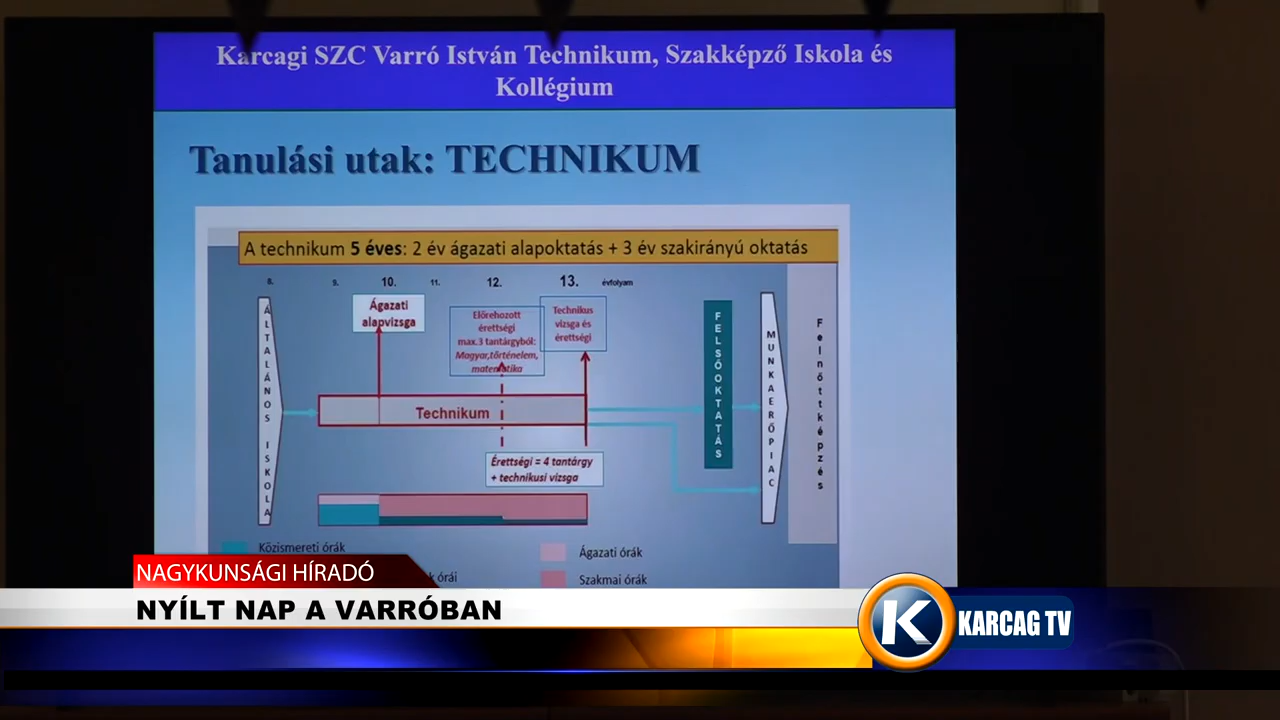 Karcagi SZC Varró István Technikum, Szakképző Iskola és
Kollégium
Tanulási utak: TECHNIKUM
A technikum 5 éves: 2 év ágazati alapoktatás + 3 év szakirányú oktatás
8. 9. 10. 11. 12. 13. évfolyam
Ágazati
alapvizsga
Előrehozott
érettségi
max.3 tantárgyból:
Magyar,történelem,
matematika
Technikus
vizsga és
érettségi
ÁLTALÁNOS ISKOLA
Technikum
FELSŐOKTATÁS
MUNKAERŐPIAC
Felnőttképzés
Érettségi = 4 tantárgy
+ technikusi vizsga
Közismereti órák
Ágazati órák
órái
Szakmai órák
NAGYKUNSÁGI HÍRADÓ
NYÍLT NAP A VARRÓBAN
K KARCAG TV